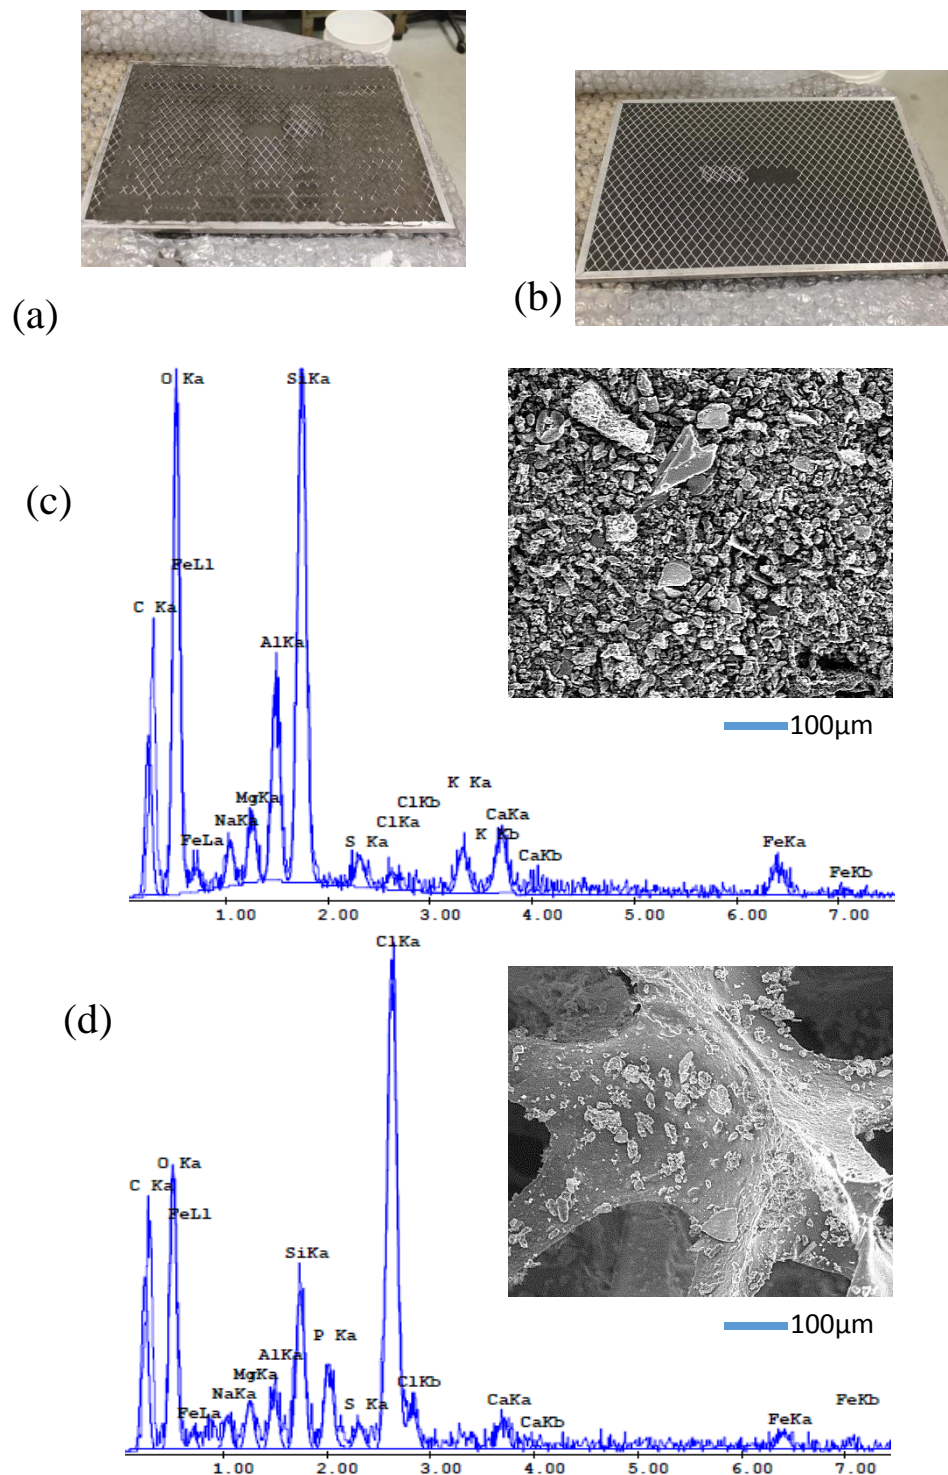 (a)
(b)
(c)
O Ka
SiKa
FeLl
C Ka
AlKa
MgKa
NaKa
FeLa
S Ka
ClKa
ClKb
K Ka
K Kb
CaKa
CaKb
FeKa
FeKb
1.00 2.00 3.00 4.00 5.00 6.00 7.00
100µm
(d)
ClKa
O Ka
C Ka
FeLl
SiKa
P Ka
AlKa
MgKa
NaKa
FeLa
S Ka
ClKb
CaKa
CaKb
FeKa
FeKb
1.00 2.00 3.00 4.00 5.00 6.00 7.00
100µm